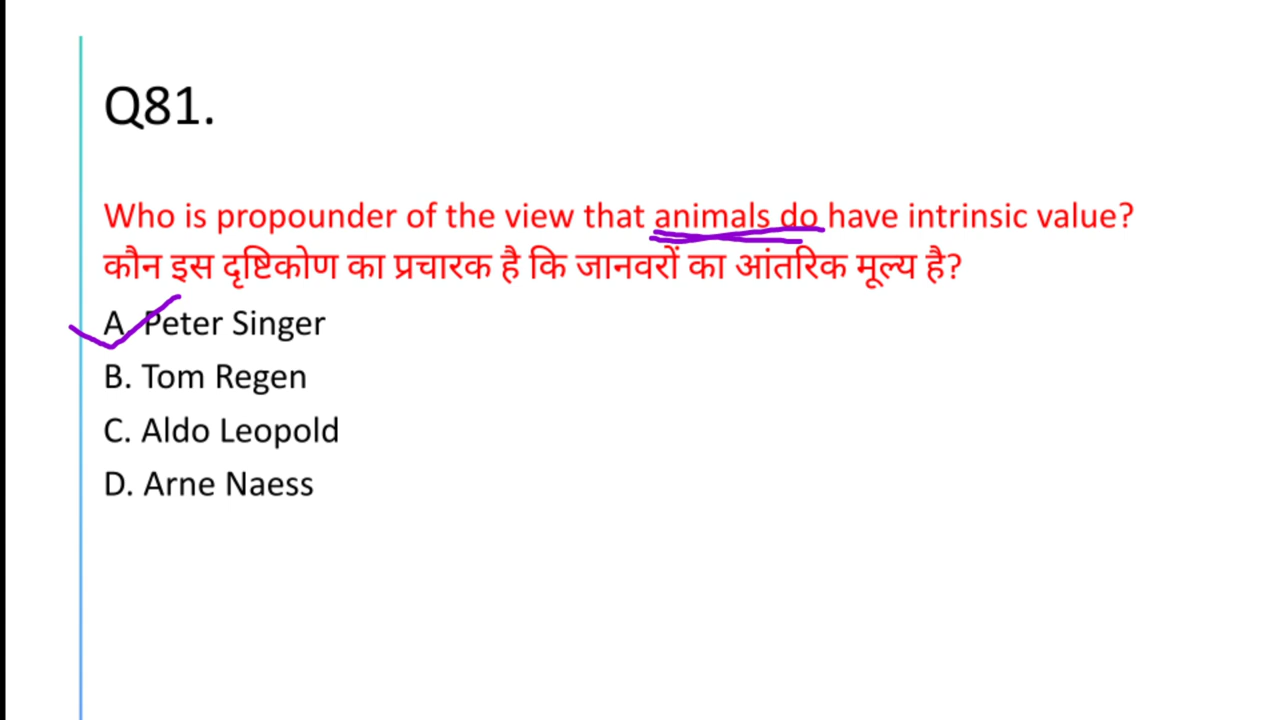 Q81.
Who is propounder of the view that animals do have intrinsic value?
कौन इस दृष्टिकोण का प्रचारक है कि जानवरों का आंतरिक मूल्य है?
A. Peter Singer
B. Tom Regen
C. Aldo Leopold
D. Arne Naess